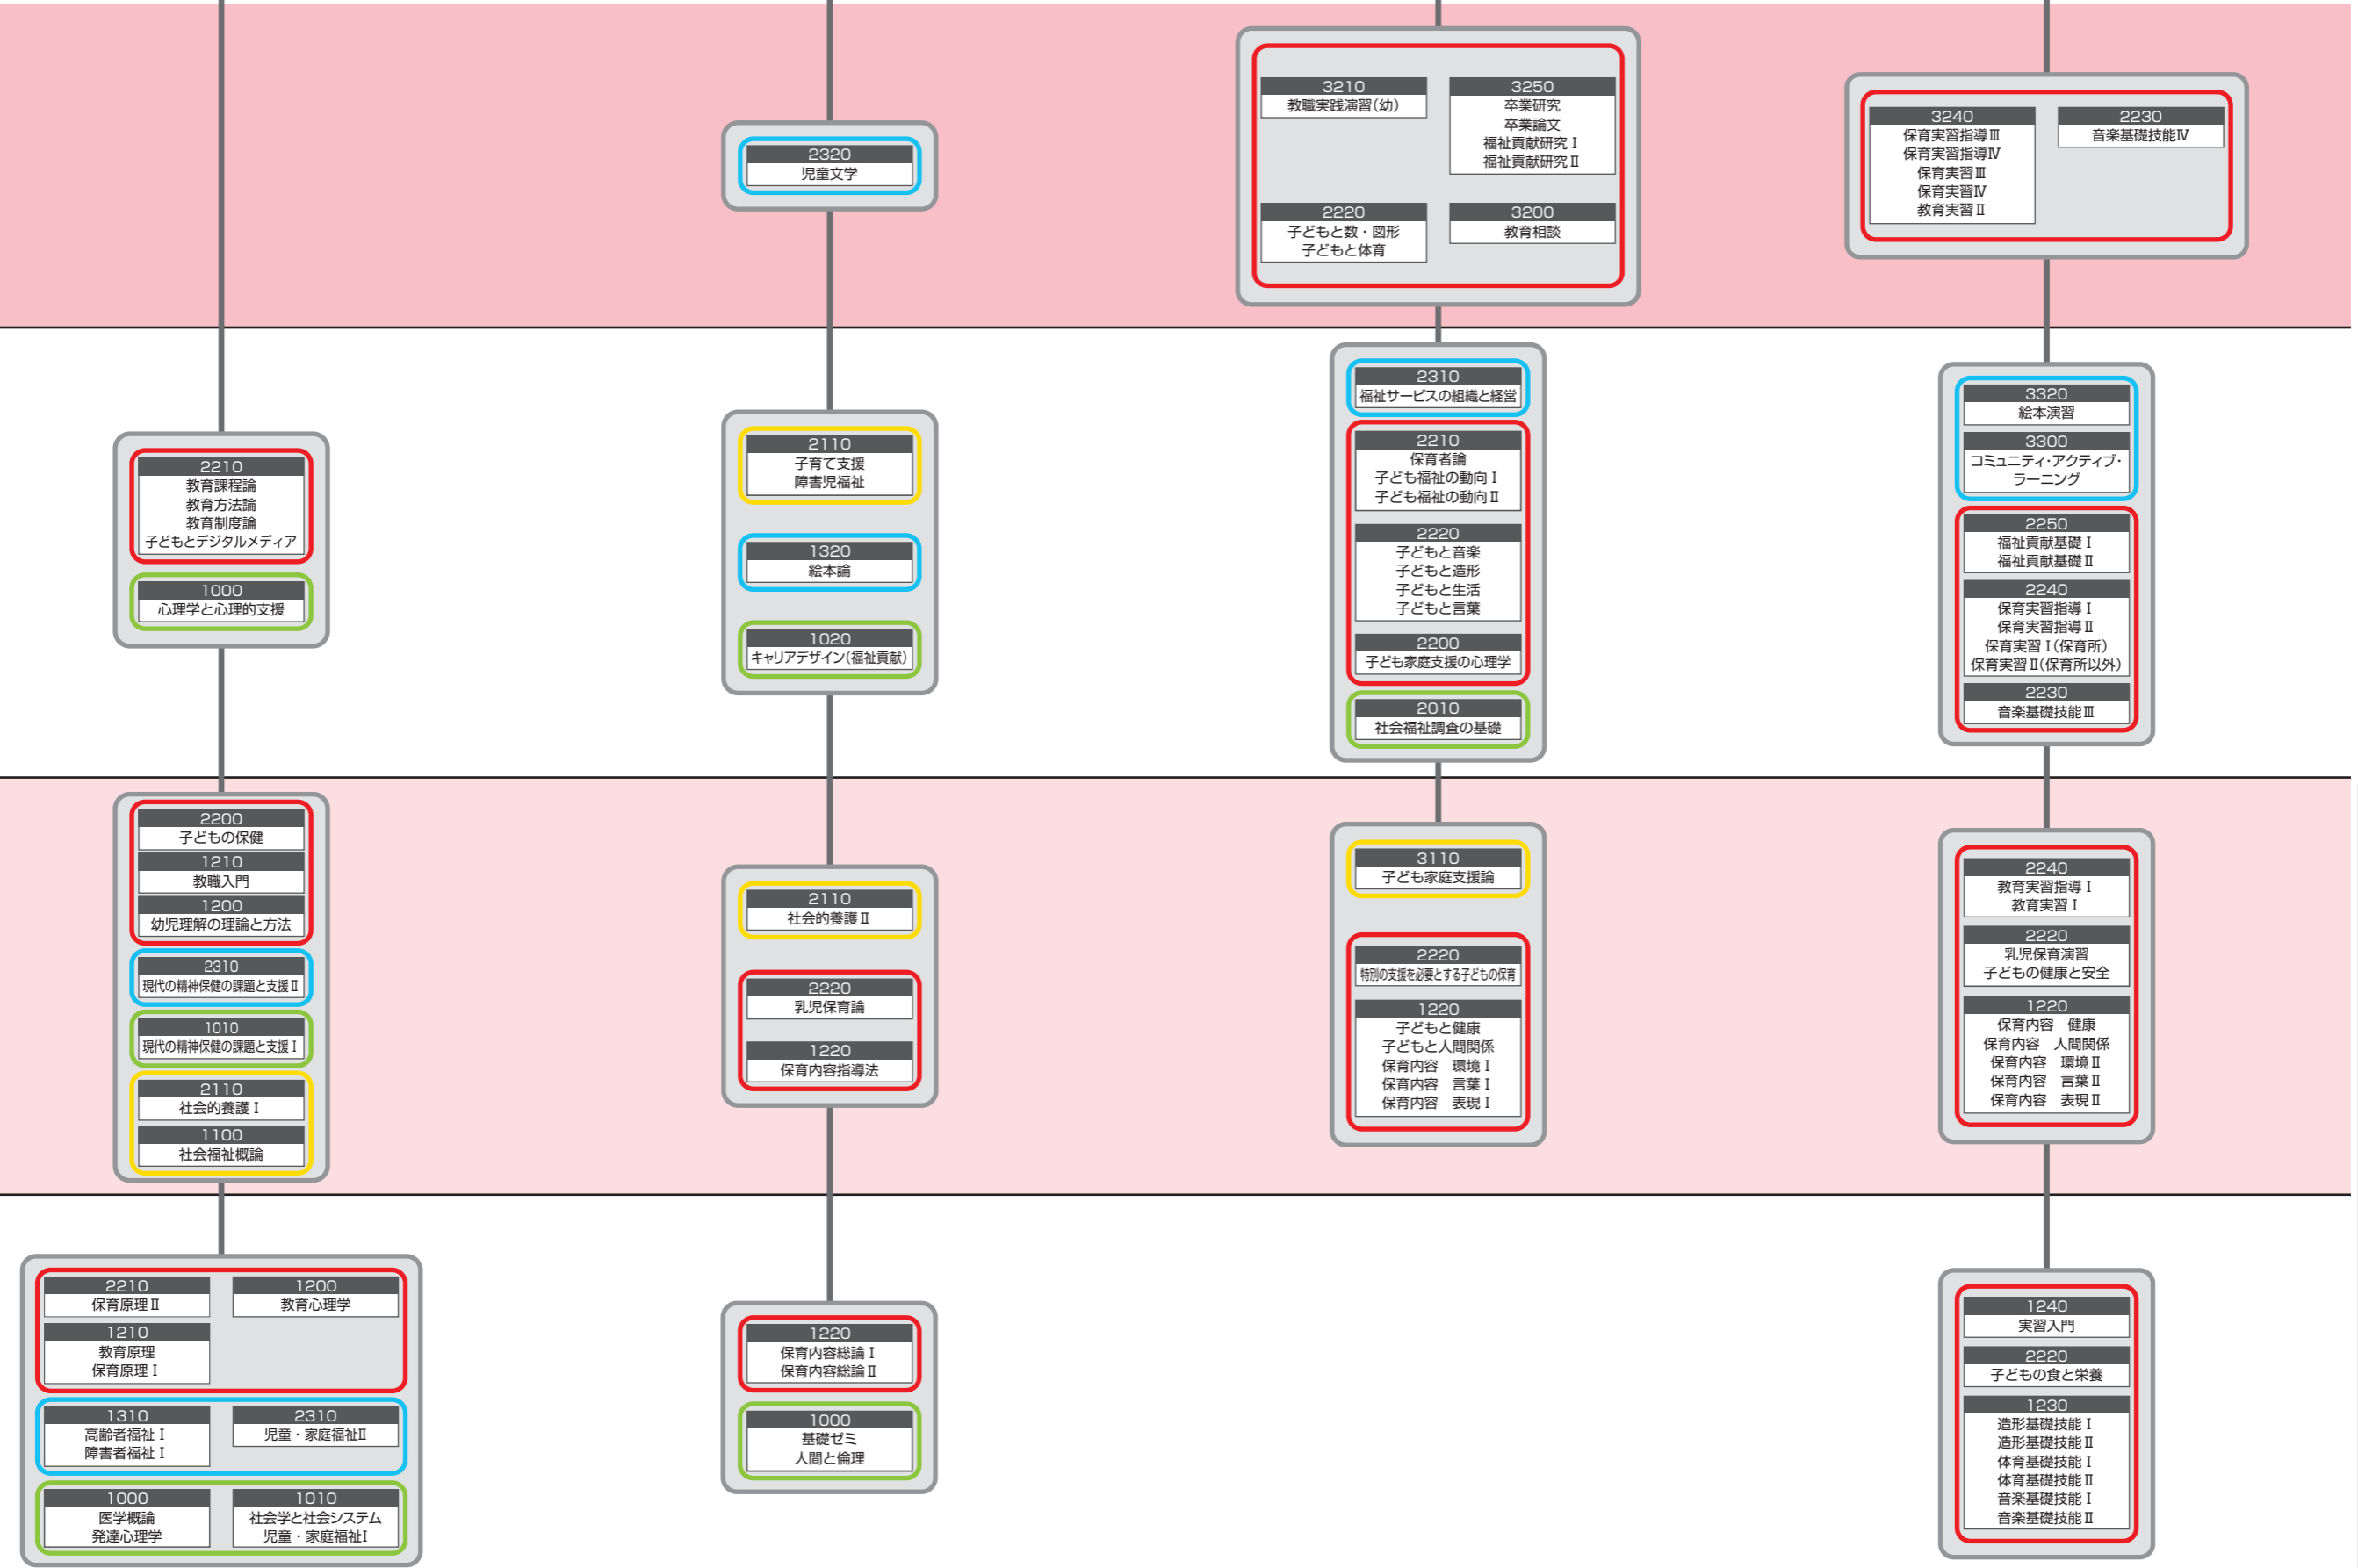 3210
教職実践演習(幼)
3250
卒業研究
卒業論文
福祉貢献研究Ⅰ
福祉貢献研究Ⅱ
2220
子どもと数・図形
子どもと体育
3200
教育相談
3240
保育実習指導Ⅲ
保育実習指導Ⅳ
保育実習Ⅲ
保育実習Ⅳ
教育実習Ⅱ
2230
音楽基礎技能Ⅳ
2320
児童文学
2210
教育課程論
教育方法論
教育制度論
子どもとデジタルメディア
1000
心理学と心理的支援
2110
子育て支援
障害児福祉
1320
絵本論
1020
キャリアデザイン(福祉貢献)
2310
福祉サービスの組織と経営
2210
保育者論
子ども福祉の動向Ⅰ
子ども福祉の動向Ⅱ
2220
子どもと音楽
子どもと造形
子どもと生活
子どもと言葉
2200
子ども家庭支援の心理学
2010
社会福祉調査の基礎
3320
絵本演習
3300
コミュニティ・アクティブ・
ラーニング
2250
福祉貢献基礎Ⅰ
福祉貢献基礎Ⅱ
2240
保育実習指導Ⅰ
保育実習指導Ⅱ
保育実習Ⅰ(保育所)
保育実習Ⅱ(保育所以外)
2230
音楽基礎技能Ⅲ
2200
子どもの保健
1210
教職入門
1200
幼児理解の理論と方法
2310
現代の精神保健の課題と支援Ⅱ
1010
現代の精神保健の課題と支援Ⅰ
2110
社会的養護Ⅰ
1100
社会福祉概論
2110
社会的養護Ⅱ
2220
乳児保育論
1220
保育内容指導法
3110
子ども家庭支援論
2220
特別の支援を必要とする子どもの保育
1220
子どもと健康
子どもと人間関係
保育内容　環境Ⅰ
保育内容　言葉Ⅰ
保育内容　表現Ⅰ
2240
教育実習指導Ⅰ
教育実習Ⅰ
2220
乳児保育演習
子どもの健康と安全
1220
保育内容　健康
保育内容　人間関係
保育内容　環境Ⅱ
保育内容　言葉Ⅱ
保育内容　表現Ⅱ
2210
保育原理Ⅱ
1200
教育心理学
1210
教育原理
保育原理Ⅰ
1310
高齢者福祉Ⅰ
障害者福祉Ⅰ
2310
児童・家庭福祉Ⅱ
1000
医学概論
発達心理学
1010
社会学と社会システム
児童・家庭福祉Ⅰ
1220
保育内容総論Ⅰ
保育内容総論Ⅱ
1000
基礎ゼミ
人間と倫理
1240
実習入門
2220
子どもの食と栄養
1230
造形基礎技能Ⅰ
造形基礎技能Ⅱ
体育基礎技能Ⅰ
体育基礎技能Ⅱ
音楽基礎技能Ⅰ
音楽基礎技能Ⅱ